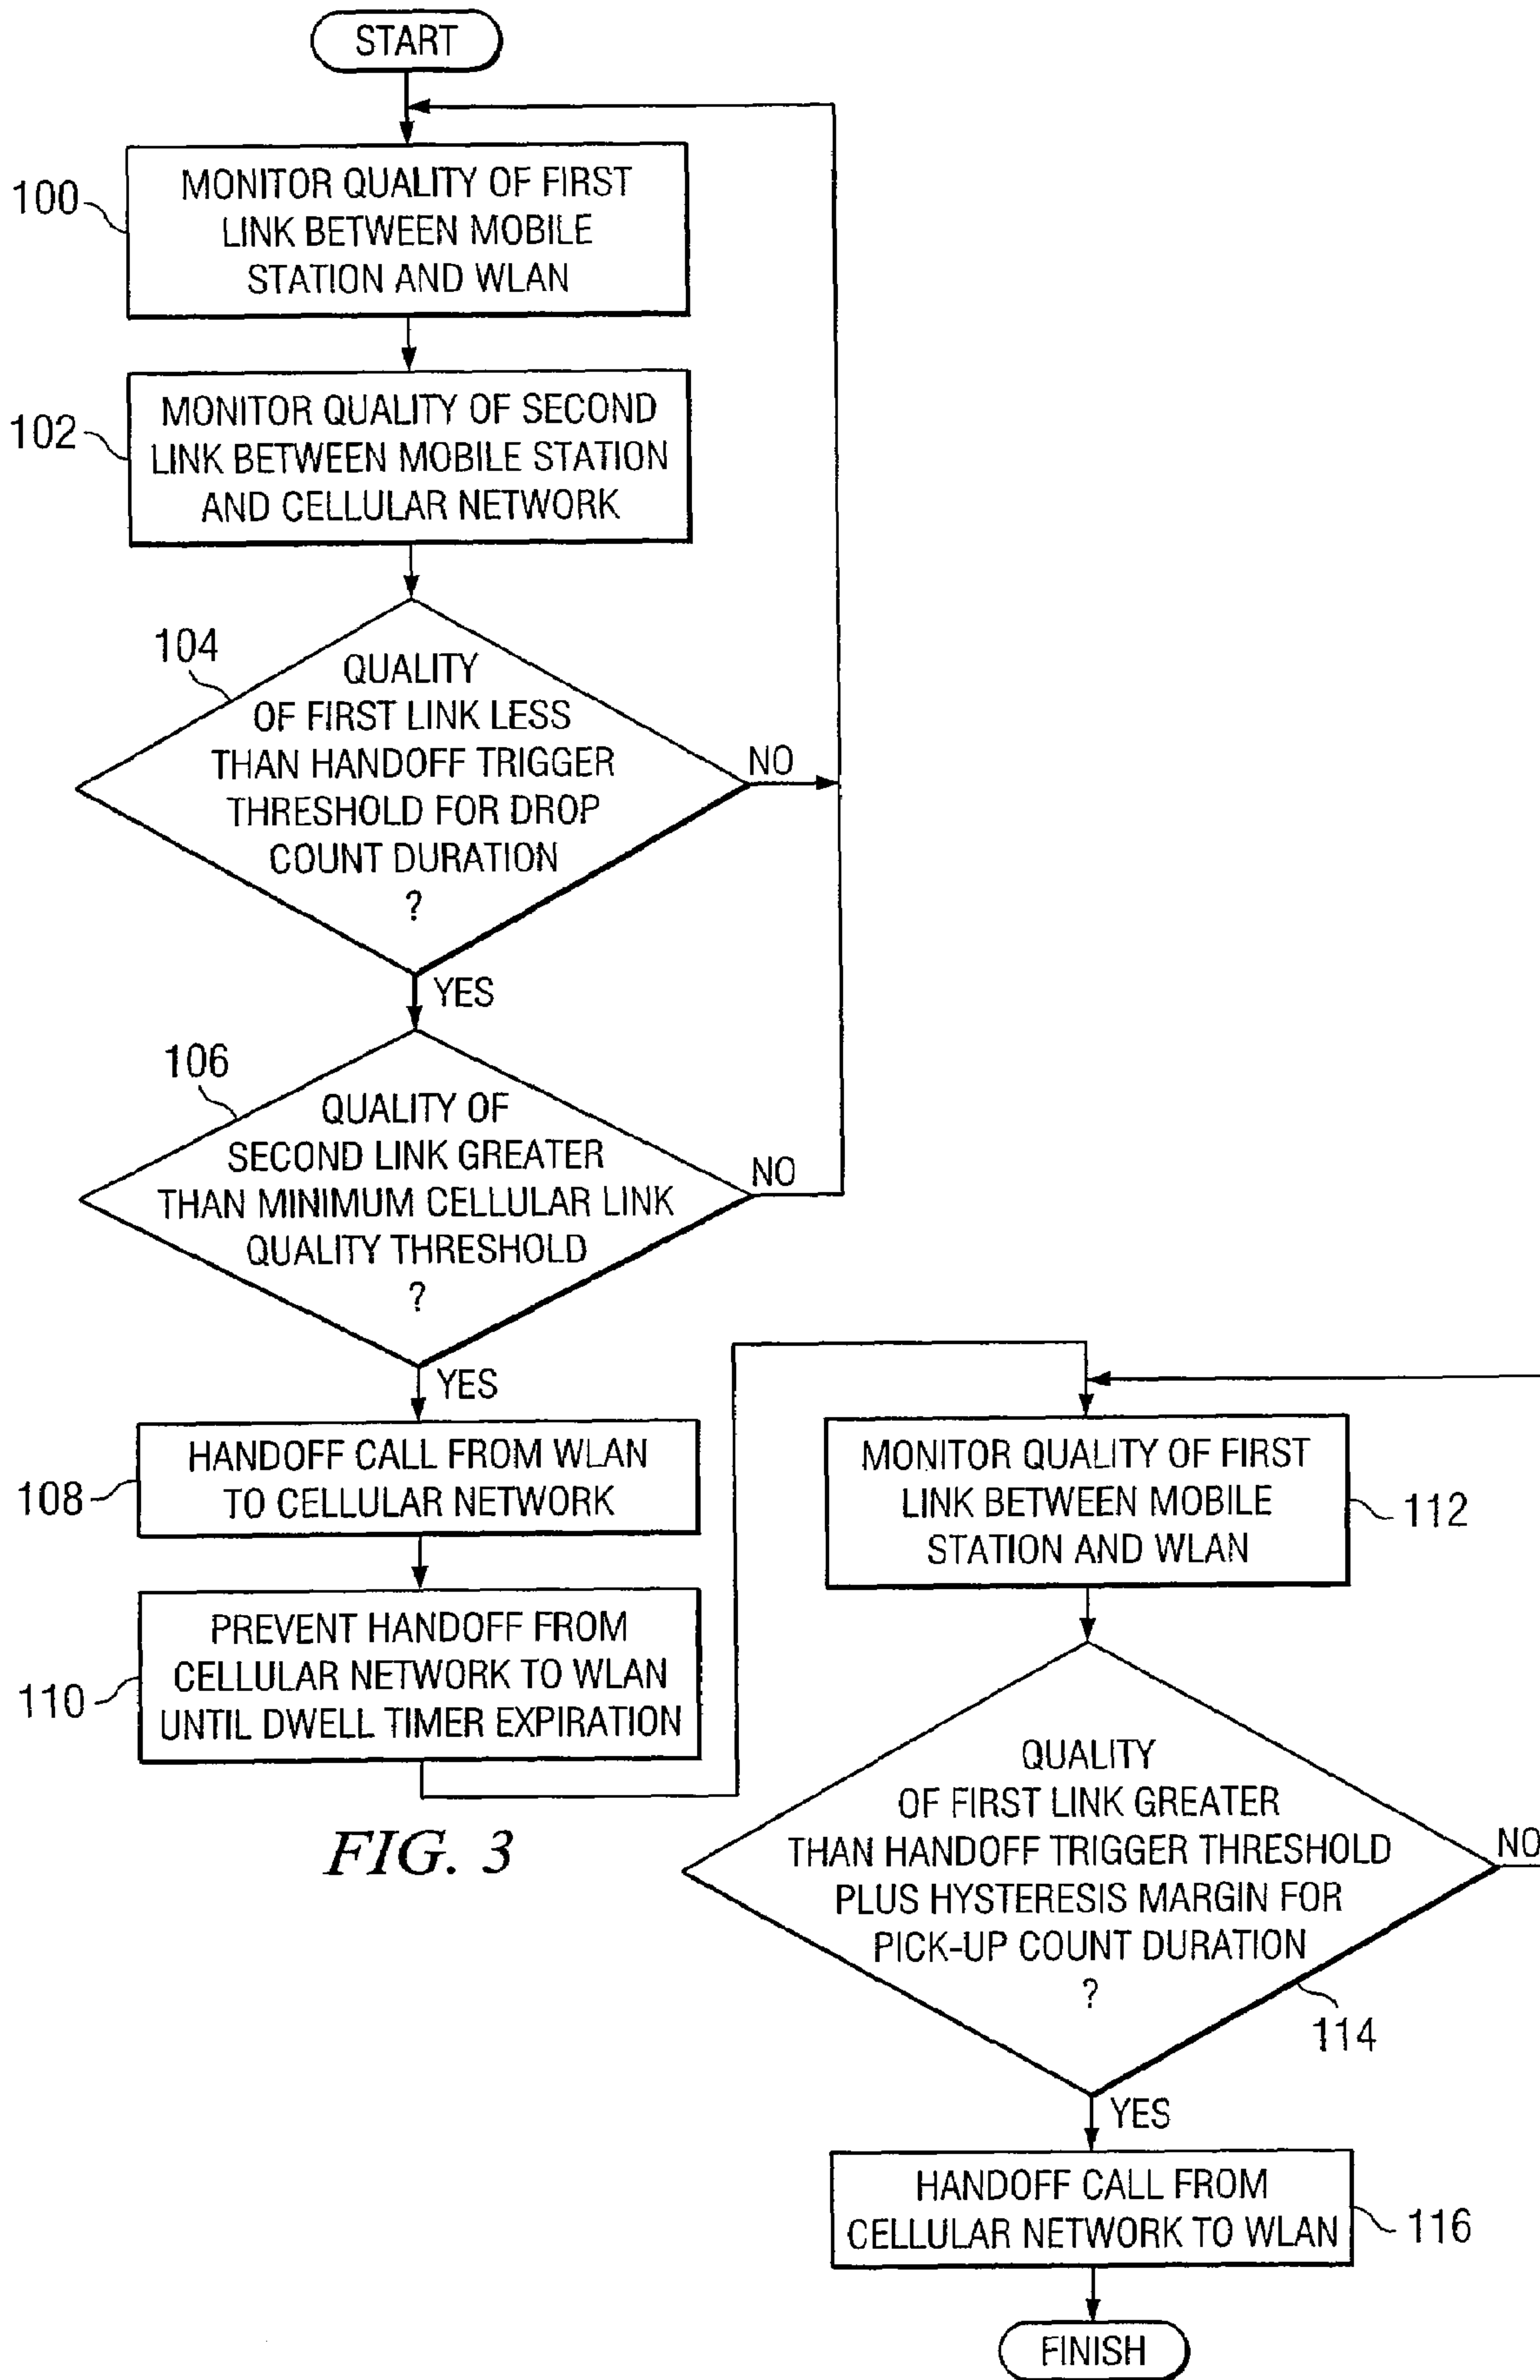 START
100
MONITOR QUALITY OF FIRST
LINK BETWEEN MOBILE
STATION AND WLAN
102
MONITOR QUALITY OF SECOND
LINK BETWEEN MOBILE STATION
AND CELLULAR NETWORK
104
QUALITY
OF FIRST LINK LESS
THAN HANDOFF TRIGGER
THRESHOLD FOR DROP
COUNT DURATION
?
NO
YES
106
QUALITY OF
SECOND LINK GREATER
THAN MINIMUM CELLULAR LINK
QUALITY THRESHOLD
?
NO
YES
108
HANDOFF CALL FROM WLAN
TO CELLULAR NETWORK
110
PREVENT HANDOFF FROM
CELLULAR NETWORK TO WLAN
UNTIL DWELL TIMER EXPIRATION
FIG. 3
MONITOR QUALITY OF FIRST
LINK BETWEEN MOBILE
STATION AND WLAN
112
QUALITY
OF FIRST LINK GREATER
THAN HANDOFF TRIGGER THRESHOLD
PLUS HYSTERESIS MARGIN FOR
PICK-UP COUNT DURATION
?
NO
114
YES
HANDOFF CALL FROM
CELLULAR NETWORK TO WLAN
116
FINISH